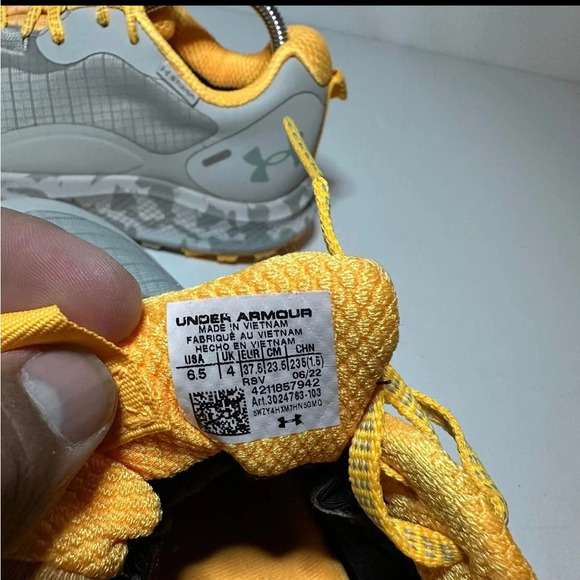 UNDER ARMOUR
MADE IN VIETNAM
FABRIQUÉ AU VIETNAM
HECHO EN VIETNAM
USA UK EUR CM CHN
6.5 4 37.5 23.5 235(1.5)
RSV 06/22
4211857942
Art.3024763-103